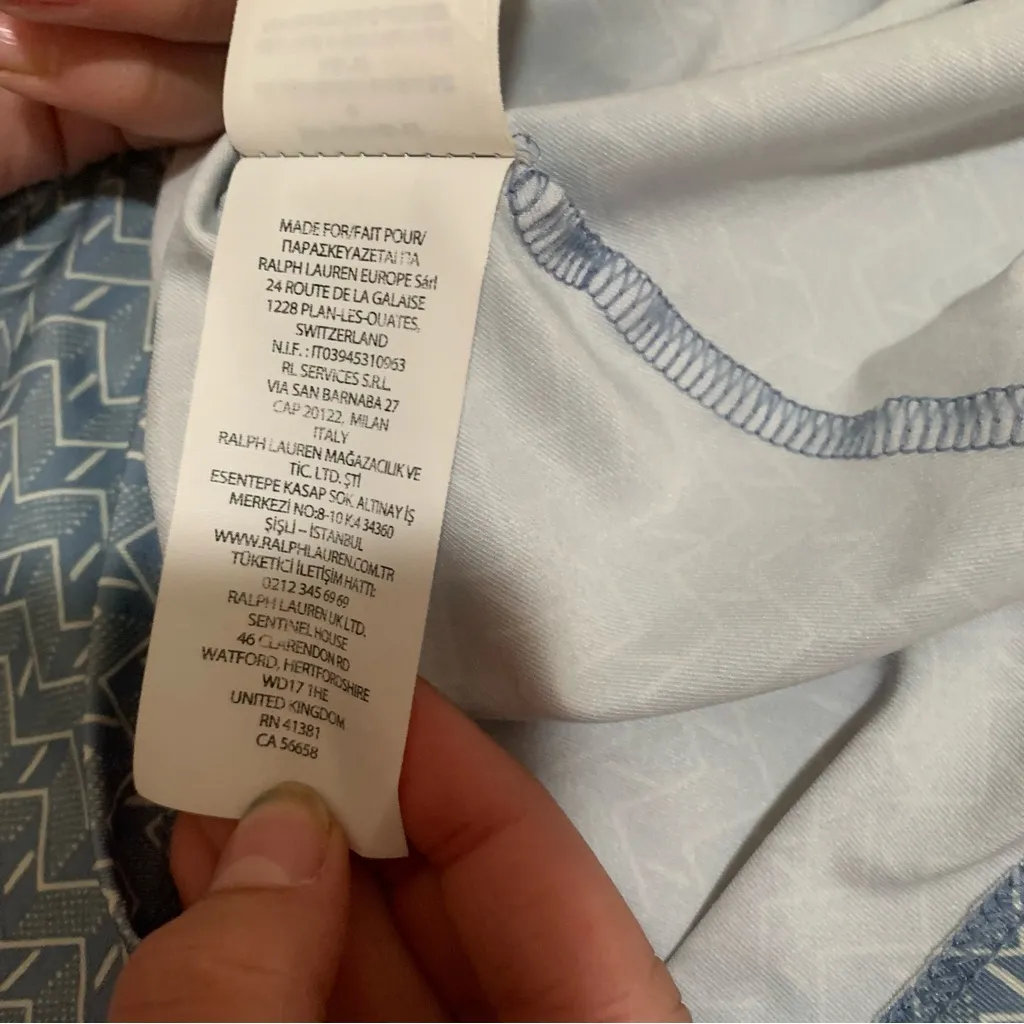 MADE FOR/FAIT POUR/
ΠΑΡΑΣΚΕΥΑΖΕΤΑΙ ΓΙΑ
RALPH LAUREN EUROPE Sárl
24 ROUTE DE LA GALAISE
1228 PLAN-LES-OUATES,
SWITZERLAND
N.I.F. : IT03945310963
RL SERVICES S.R.L.
VIA SAN BARNABA 27
CAP 20122, MILAN
ITALY
RALPH LAUREN MAĞAZACILIK VE
TİC. LTD. ŞTİ
ESENTEPE KASAP SOK. ALTINAY İŞ
MERKEZİ NO:8-10 K4 34360
ŞİŞLİ – İSTANBUL
WWW.RALPHLAUREN.COM.TR
TÜKETİCİ İLETİŞİM HATTI:
0212 345 69 69
RALPH LAUREN UK LTD.
SENTINEL HOUSE
46 CLARENDON RD
WATFORD, HERTFORDSHIRE
WD17 1HE
UNITED KINGDOM
RN 41381
CA 56658